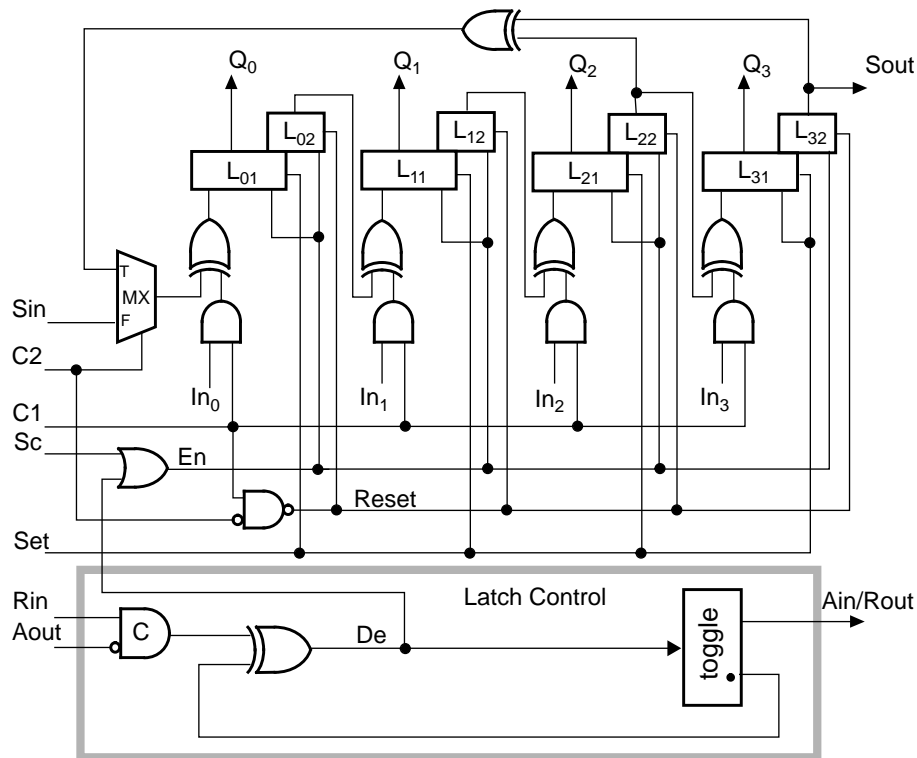 Q0 Q1 Q2 Q3 Sout
L02 L12 L22 L32
L01 L11 L21 L31
T
MX
Sin
F
C2
In0 In1 In2 In3
C1
Sc
En
Reset
Set
Latch Control
Rin
Ain/Rout
Aout
C
De
toggle